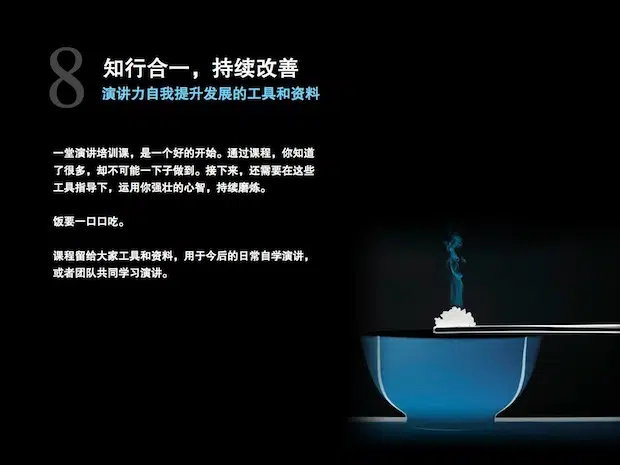 8
知行合一，持续改善
演讲力自我提升发展的工具和资料
一堂演讲培训课，是一个好的开始。通过课程，你知道
了很多，却不可能一下子做到。接下来，还需要在这些
工具指导下，运用你强壮的心智，持续磨炼。
饭要一口口吃。
课程留给大家工具和资料，用于今后的日常自学演讲，
或者团队共同学习演讲。